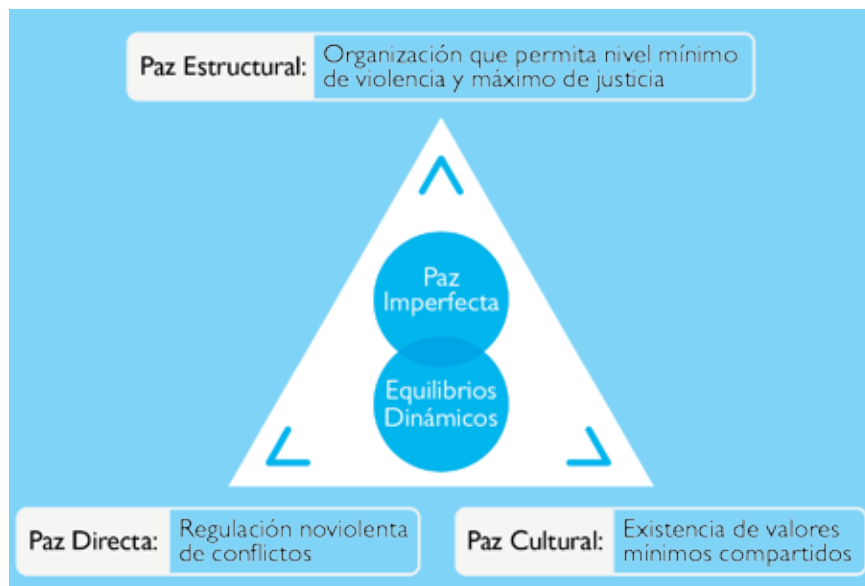 Paz Estructural:
Organización que permita nivel mínimo
de violencia y máximo de justicia
Paz
Imperfecta
Equilibrios
Dinámicos
Paz Directa:
Regulación noviolenta
de conflictos
Paz Cultural:
Existencia de valores
mínimos compartidos